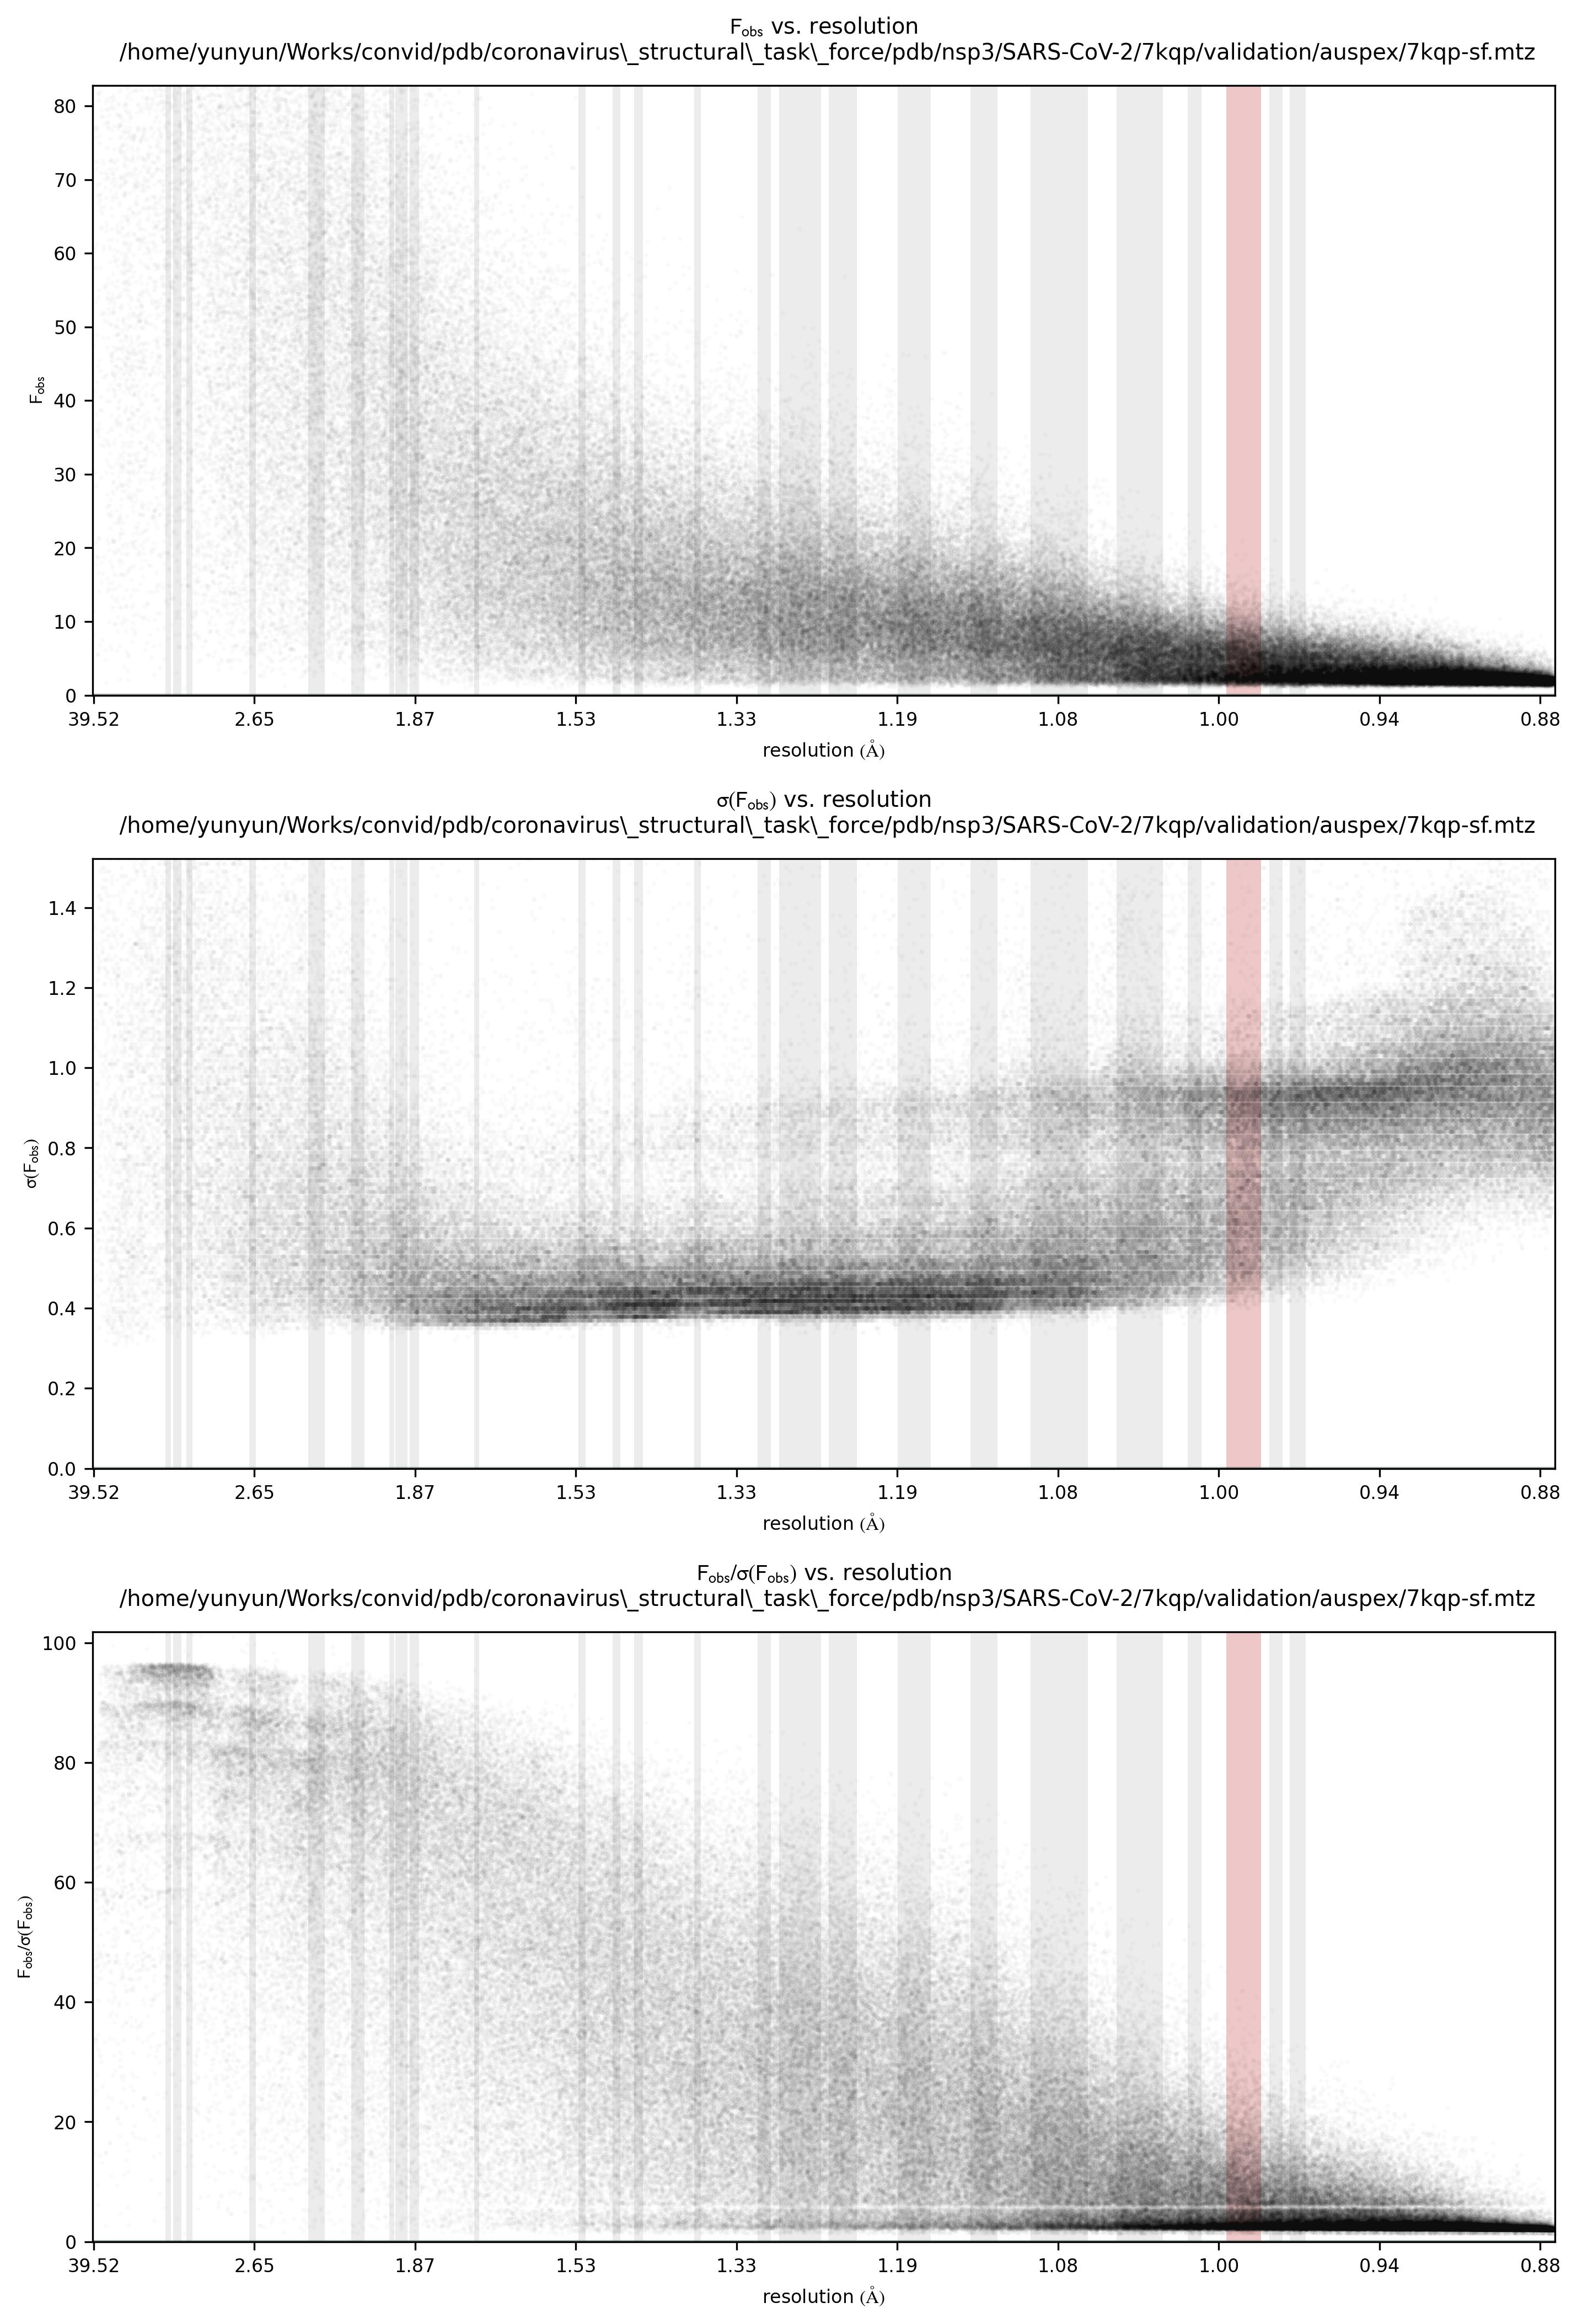 Fobs vs. resolution
/home/yunyun/Works/convid/pdb/coronavirus\_structural\_task\_force/pdb/nsp3/SARS-CoV-2/7kqp/validation/auspex/7kqp-sf.mtz
80
70
60
50
40
30
20
10
0
Fobs
39.52 2.65 1.87 1.53 1.33 1.19 1.08 1.00 0.94 0.88
resolution (Å)
σ(Fobs) vs. resolution
/home/yunyun/Works/convid/pdb/coronavirus\_structural\_task\_force/pdb/nsp3/SARS-CoV-2/7kqp/validation/auspex/7kqp-sf.mtz
1.4
1.2
1.0
0.8
0.6
0.4
0.2
0.0
σ(Fobs)
39.52 2.65 1.87 1.53 1.33 1.19 1.08 1.00 0.94 0.88
resolution (Å)
Fobs/σ(Fobs) vs. resolution
/home/yunyun/Works/convid/pdb/coronavirus\_structural\_task\_force/pdb/nsp3/SARS-CoV-2/7kqp/validation/auspex/7kqp-sf.mtz
100
80
60
40
20
0
Fobs/σ(Fobs)
39.52 2.65 1.87 1.53 1.33 1.19 1.08 1.00 0.94 0.88
resolution (Å)